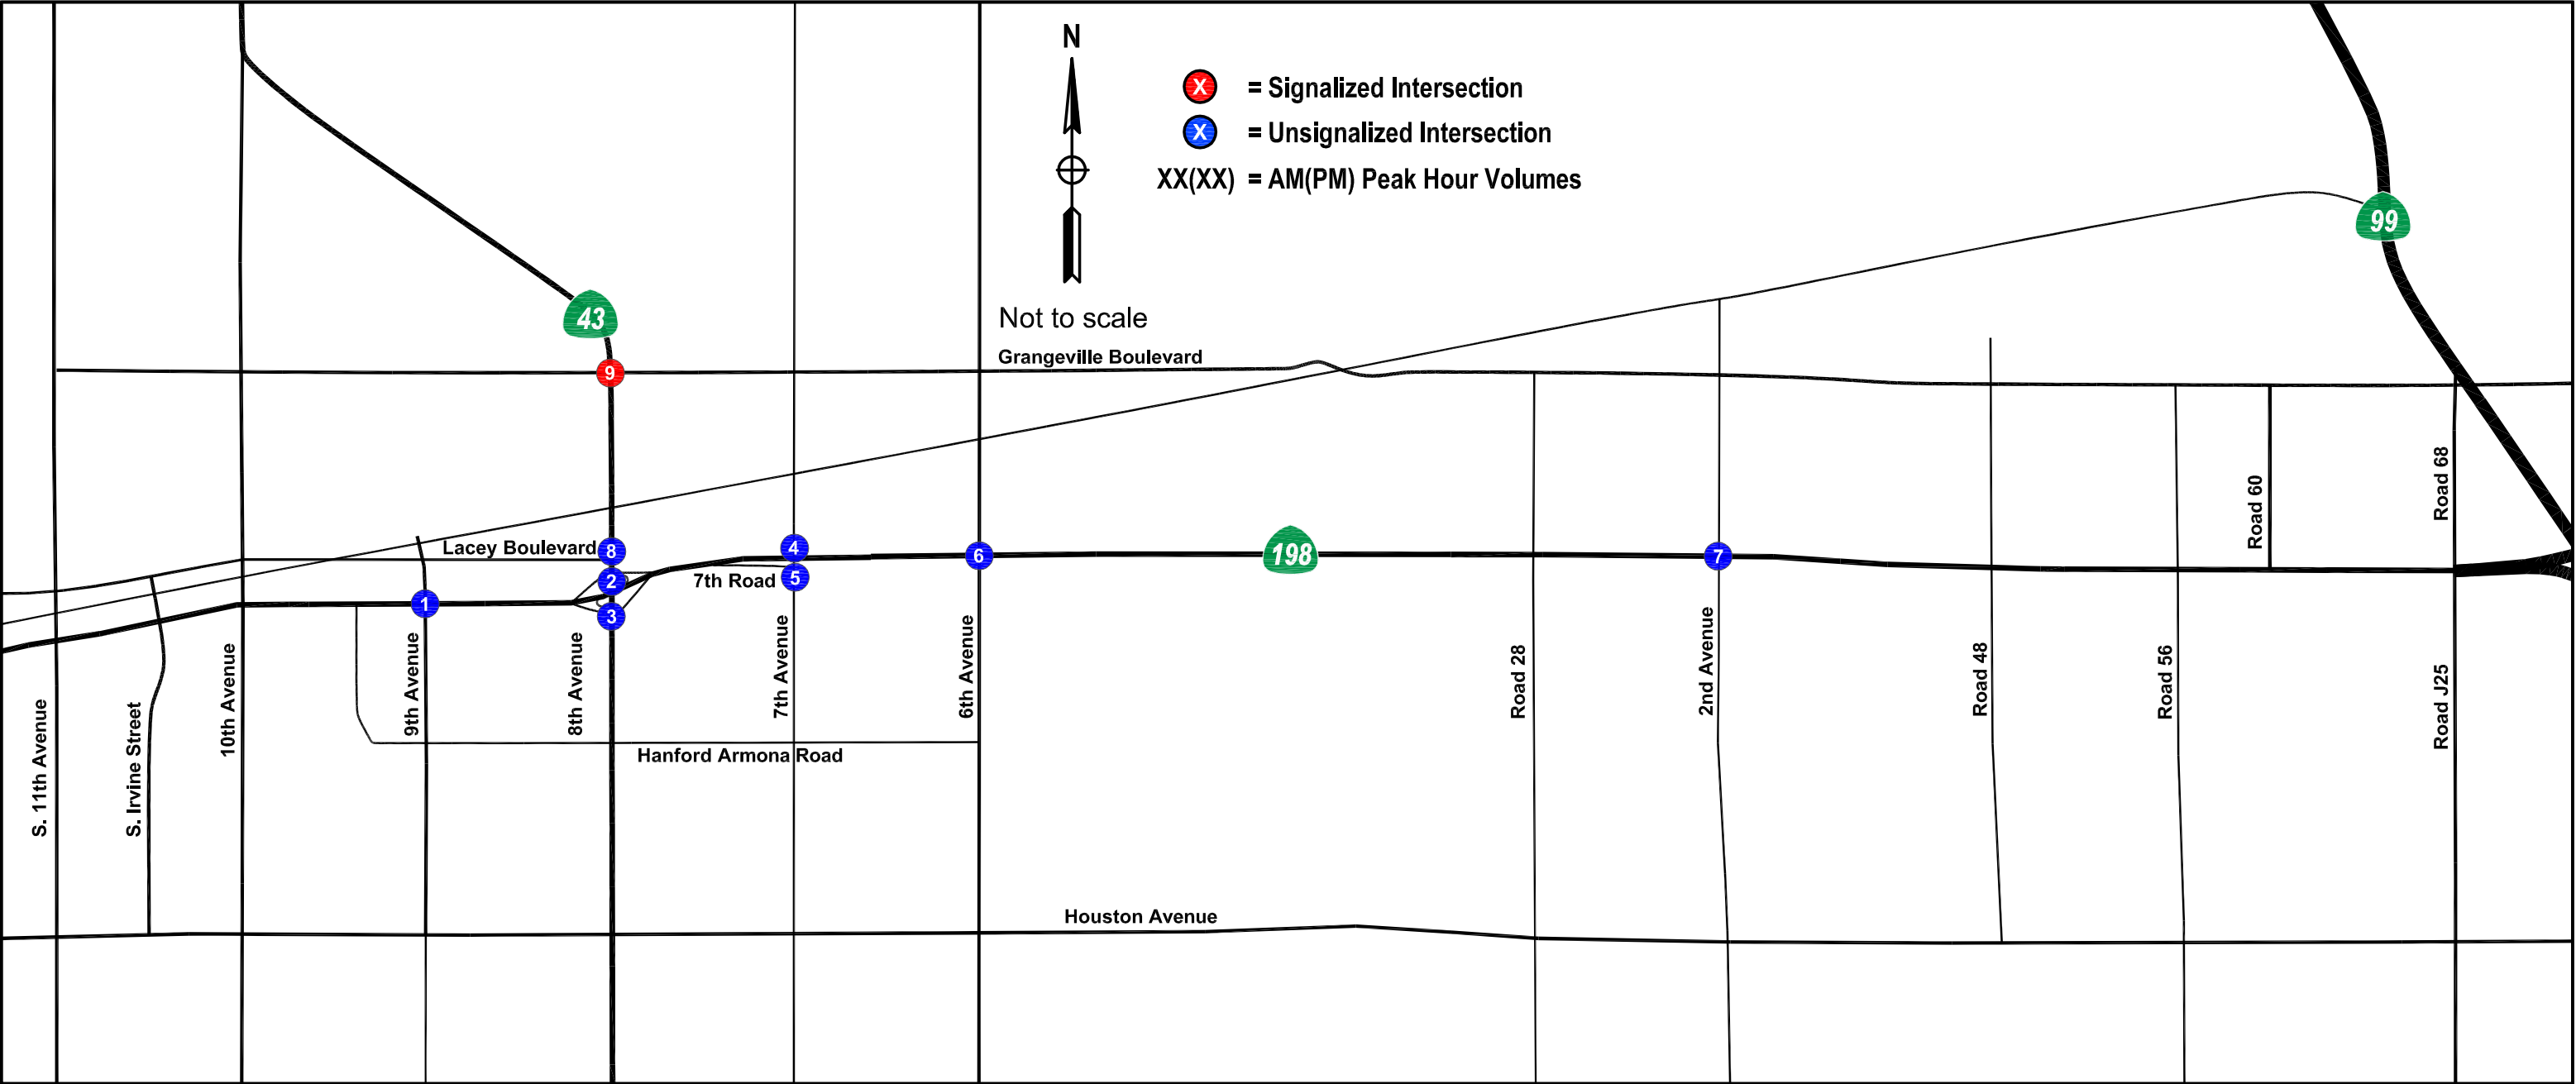 N
X = Signalized Intersection
X = Unsignalized Intersection
XX(XX) = AM(PM) Peak Hour Volumes
99
43
Not to scale
Grangeville Boulevard
9
Road 68
Road 60
Lacey Boulevard
8
4
6
198
7
2
7th Road
5
1
3
S. 11th Avenue
S. Irvine Street
10th Avenue
9th Avenue
8th Avenue
7th Avenue
6th Avenue
Road 28
2nd Avenue
Road 48
Road 56
Road J25
Hanford Armona Road
Houston Avenue